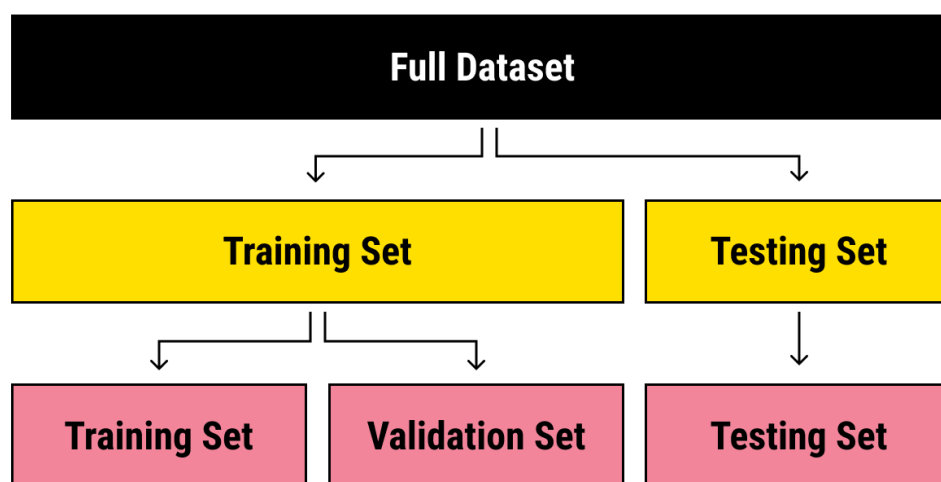 Full Dataset
Training Set
Testing Set
Training Set
Validation Set
Testing Set